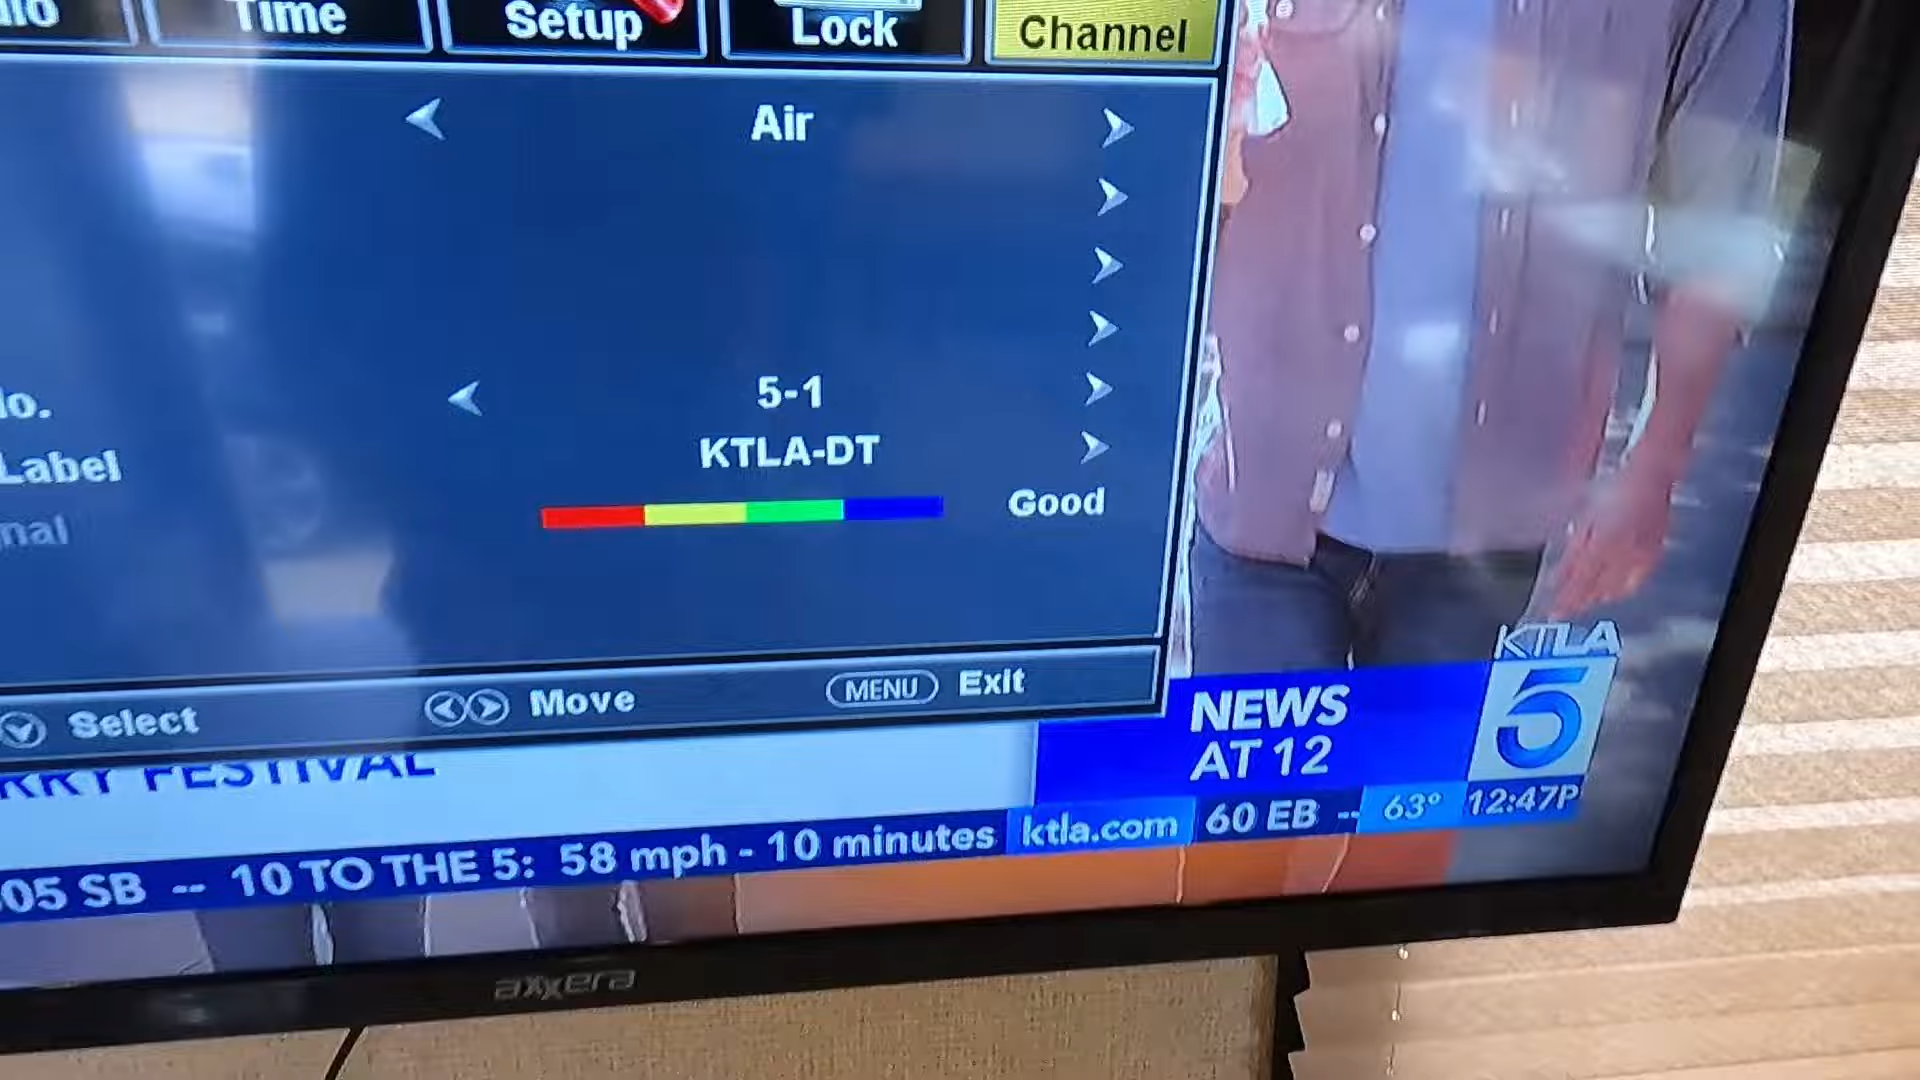 Time
Setup
Lock
Channel
Air
5-1
Label
KTLA-DT
Good
Select
Move
MENU
Exit
FESTIVAL
KTLA
5
NEWS
AT 12
05 SB -- 10 TO THE 5: 58 mph - 10 minutes
ktla.com
60 EB --
63°
12:47P
axxera